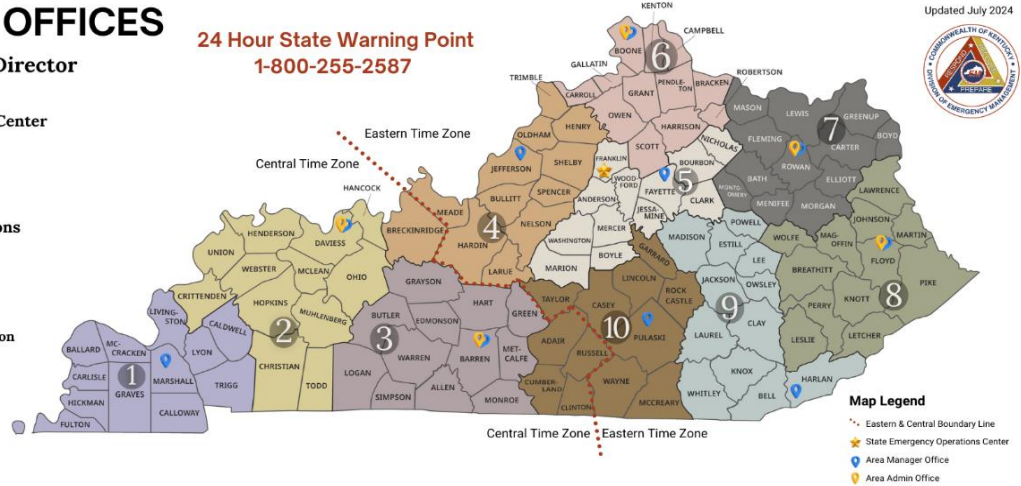 OFFICES
Director
Center
ons
on
24 Hour State Warning Point
1-800-255-2587
Updated July 2024
COMMONWEALTH OF KENTUCKY
DIVISION OF EMERGENCY MANAGEMENT
RESPOND
PREPARE
Eastern Time Zone
Central Time Zone
KENTON
BOONE
CAMPBELL
6
GALLATIN
CARROLL
GRANT
PENDLE-
TON
BRACKEN
ROBERTSON
OWEN
HARRISON
SCOTT
TRIMBLE
OLDHAM
HENRY
JEFFERSON
SHELBY
SPENCER
BULLITT
NELSON
MEADE
BRECKINRIDGE
4
HARDIN
LARUE
MASON
LEWIS
GREENUP
7
FLEMING
CARTER
BOYD
ROWAN
BATH
ELLIOTT
MONTG-
OMERY
MENIFEE
MORGAN
NICHOLAS
FRANKLIN
BOURBON
WOOD-
FORD
FAYETTE
5
CLARK
ANDERSON
JESSA-
MINE
MERCER
WASHINGTON
BOYLE
MARION
HANCOCK
HENDERSON
DAVIESS
UNION
WEBSTER
MCLEAN
OHIO
CRITTENDEN
HOPKINS
MUHLENBERG
2
CHRISTIAN
TODD
LIVING-
STON
CALDWELL
BALLARD
MC-
CRACKEN
LYON
CARLISLE
1
MARSHALL
GRAVES
TRIGG
HICKMAN
CALLOWAY
FULTON
GRAYSON
HART
BUTLER
EDMONSON
GREEN
3
WARREN
BARREN
MET-
CALFE
LOGAN
ALLEN
SIMPSON
MONROE
GARRARD
LINCOLN
ROCK
CASTLE
TAYLOR
CASEY
10
PULASKI
ADAIR
RUSSELL
CUMBER-
LAND
WAYNE
CLINTON
MCCREARY
MADISON
POWELL
ESTILL
LEE
JACKSON
OWSLEY
9
CLAY
LAUREL
KNOX
WHITLEY
BELL
HARLAN
LAWRENCE
JOHNSON
MARTIN
WOLFE
MAG-
OFFIN
FLOYD
BREATHITT
PIKE
KNOTT
8
PERRY
LESLIE
LETCHER
Central Time Zone
Eastern Time Zone
Map Legend
Eastern & Central Boundary Line
State Emergency Operations Center
Area Manager Office
Area Admin Office